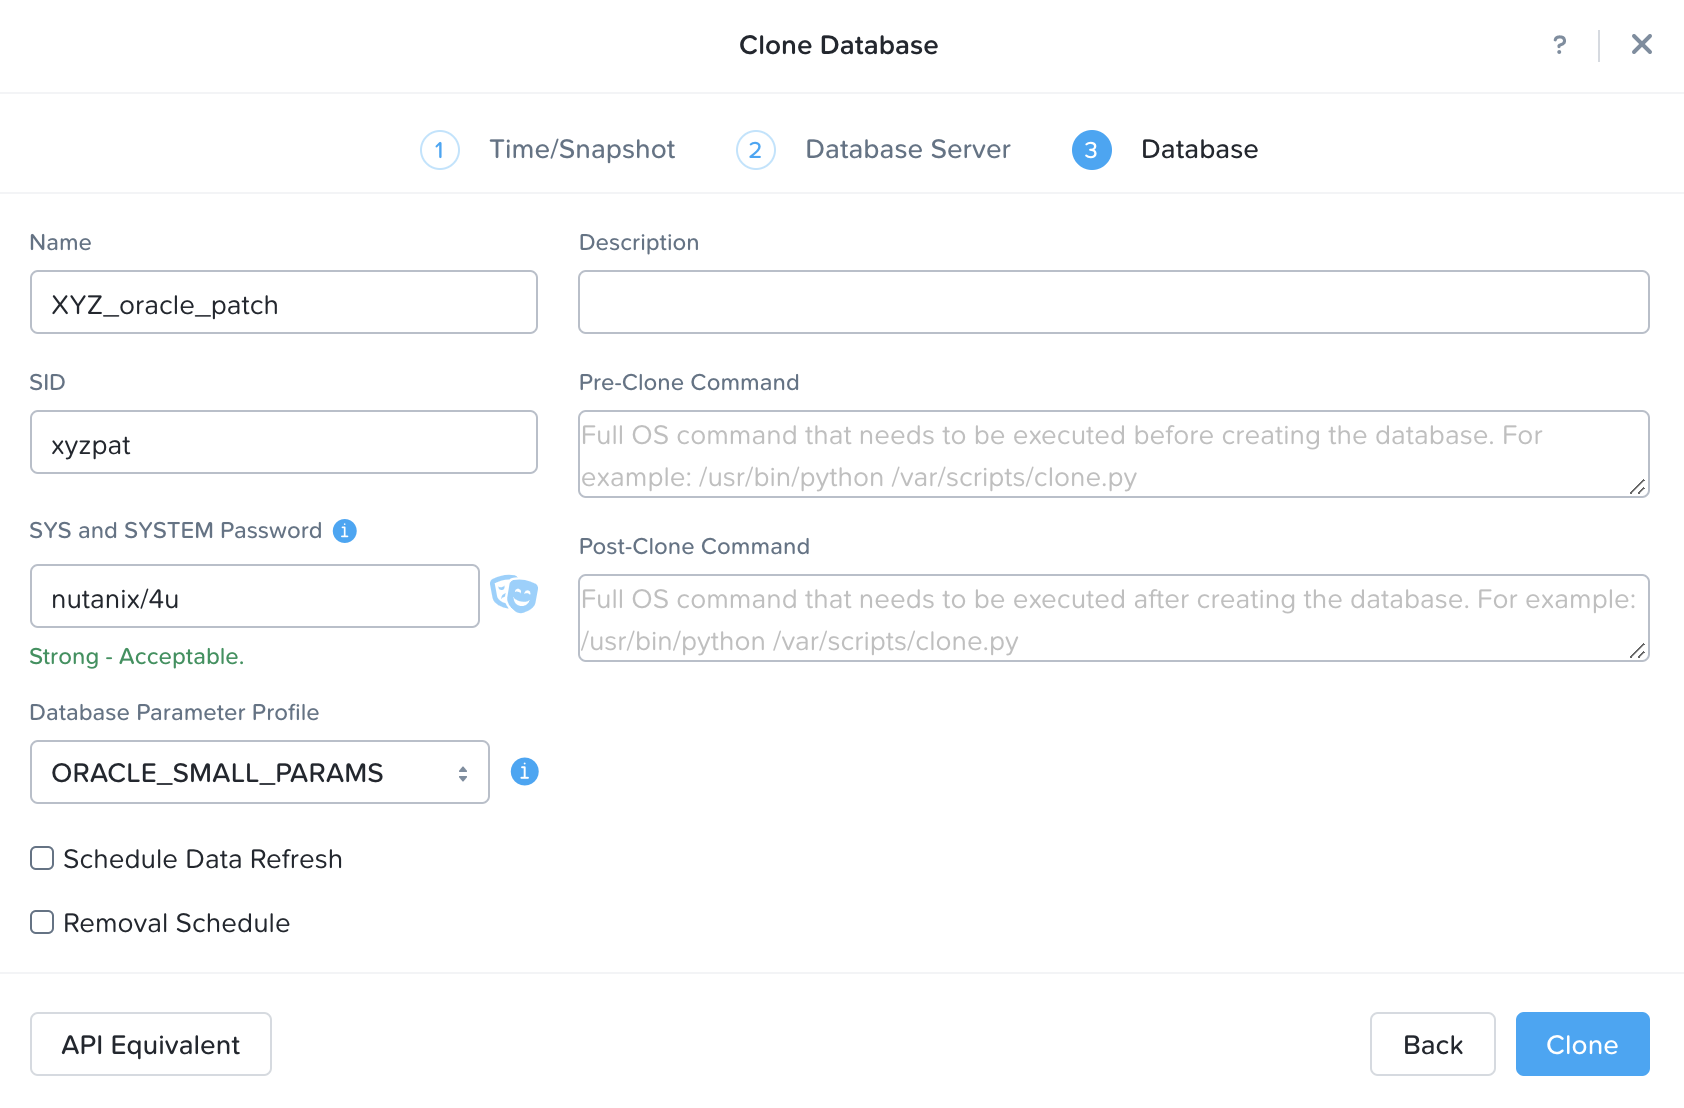 Clone Database
?
1 Time/Snapshot 2 Database Server 3 Database
Name
XYZ_oracle_patch
Description
SID
xyzpat
Pre-Clone Command
Full OS command that needs to be executed before creating the database. For
example: /usr/bin/python /var/scripts/clone.py
SYS and SYSTEM Password i
nutanix/4u
Strong - Acceptable.
Post-Clone Command
Full OS command that needs to be executed after creating the database. For example:
/usr/bin/python /var/scripts/clone.py
Database Parameter Profile
ORACLE_SMALL_PARAMS i
Schedule Data Refresh
Removal Schedule
API Equivalent
Back
Clone